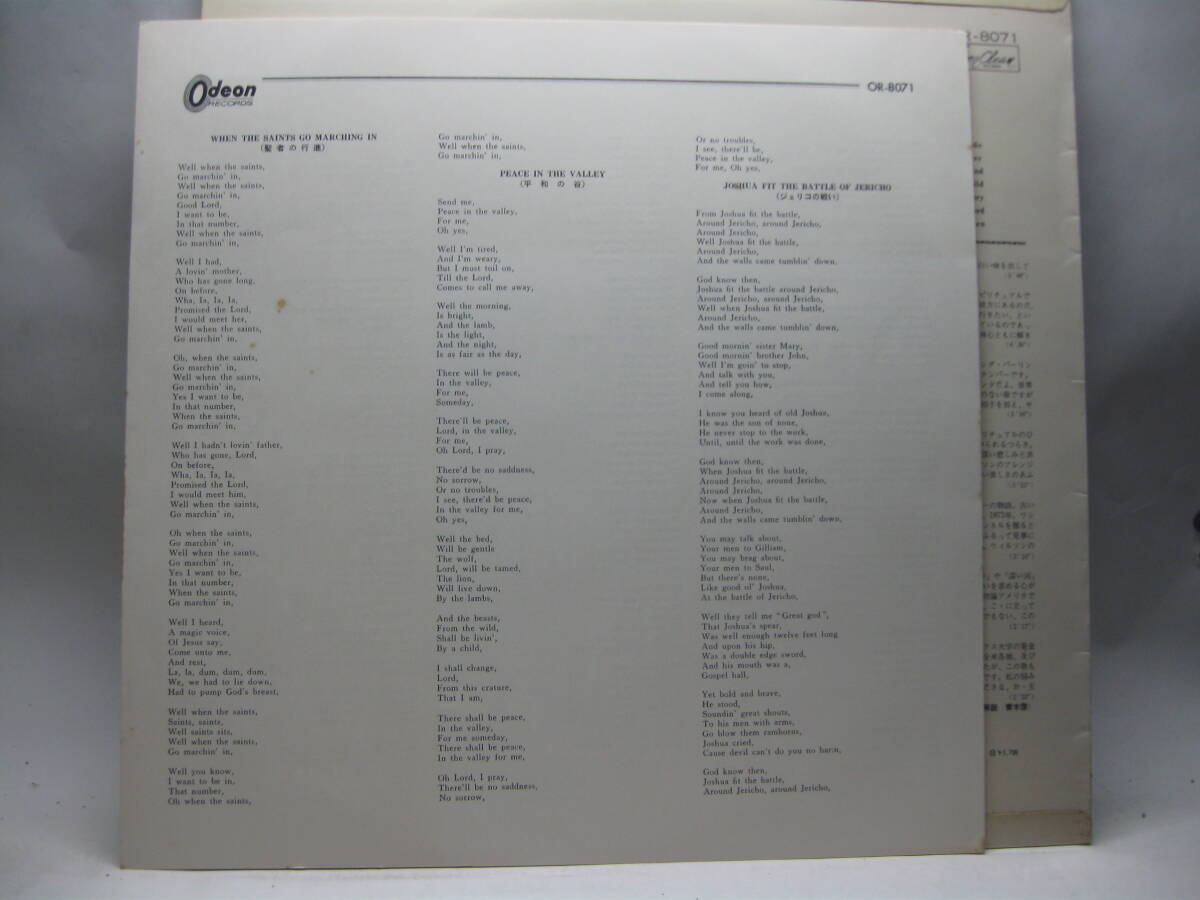 Odeon
RECORDS
OR-8071
WHEN THE SAINTS GO MARCHING IN
(聖者の行進)
Well when the saints,
Go marchin' in,
Well when the saints,
Go marchin' in,
Good Lord,
I want to be,
In that number,
Well when the saints,
Go marchin' in,
Well I had,
A lovin' mother,
Who has gone long,
On before,
Wha, Ia, Ia, Ia,
Promised the Lord,
I would meet her,
Well when the saints,
Go marchin' in,
Oh, when the saints,
Go marchin' in,
Well when the saints,
Go marchin' in,
Yes I want to be,
In that number,
When the saints,
Go marchin' in,
Well I hadn't lovin' father,
Who has gone, Lord,
On before,
Wha, Ia, Ia, Ia,
Promised the Lord,
I would meet him,
Well when the saints,
Go marchin' in,
Oh when the saints,
Go marchin' in,
Well when the saints,
Go marchin' in,
Yes I want to be,
In that number,
When the saints,
Go marchin' in,
Well I heard,
A magic voice,
Of Jesus say,
Come unto me,
And rest,
La, la, dum, dum, dum,
We, we had to lie down,
Had to pump God's breast,
Well when the saints,
Saints, saints,
Well saints sits,
Well when the saints,
Go marchin' in,
Well you know,
I want to be in,
That number,
Oh when the saints,
Go marchin' in,
Well when the saints,
Go marchin' in,
PEACE IN THE VALLEY
(平和の谷)
Send me,
Peace in the valley,
For me,
Oh yes,
Well I'm tired,
And I'm weary,
But I must toil on,
Till the Lord,
Comes to call me away,
Well the morning,
Is bright,
And the lamb,
Is the light,
And the night,
Is as fair as the day,
There will be peace,
In the valley,
For me,
Someday,
There'll be peace,
Lord, in the valley,
For me,
Oh Lord, I pray,
There'd be no saddness,
No sorrow,
Or no troubles,
I see, there'd be peace,
In the valley for me,
Oh yes,
Well the bed,
Will be gentle
The wolf,
Lord, will be tamed,
The lion,
Will live down,
By the lambs,
And the beasts,
From the wild,
Shall be livin',
By a child,
I shall change,
Lord,
From this crature,
That I am,
There shall be peace,
In the valley,
For me someday,
There shall be peace,
In the valley for me,
Oh Lord, I pray,
There'll be no saddness,
No sorrow,
Or no troubles,
I see, there'll be,
Peace in the valley,
For me, Oh yes,
JOSHUA FIT THE BATTLE OF JERICHO
(ジェリコの戦い)
From Joshua fit the battle,
Around Jericho, around Jericho,
Around Jericho,
Well Joshua fit the battle,
Around Jericho,
And the walls came tumblin' down,
God know then,
Joshua fit the battle around Jericho,
Around Jericho, around Jericho,
Well when Joshua fit the battle,
Around Jericho,
And the walls came tumblin' down,
Good mornin' sister Mary,
Good mornin' brother John,
Well I'm goin' to stop,
And talk with you,
And tell you how,
I come along,
I know you heard of old Joshua,
He was the son of none,
He never stop to the work,
Until, until the work was done,
God know then,
When Joshua fit the battle,
Around Jericho, around Jericho,
Around Jericho,
Now when Joshua fit the battle,
Around Jericho,
And the walls came tumblin' down,
You may talk about,
Your men to Gilliam,
You may brag about,
Your men to Saul,
But there's none,
Like good ol' Joshua,
At the battle of Jericho,
Well they tell me "Great god",
That Joshua's spear,
Was well enough twelve feet long
And upon his hip,
Was a double edge sword,
And his mouth was a,
Gospel hall,
Yet bold and brave,
He stood,
Soundin' great shouts,
To his men with arms,
Go blow them ramhorns,
Joshua cried,
Cause devil can't do you no harm,
God know then,
Joshua fit the battle,
Around Jericho, around Jericho,
R-8071